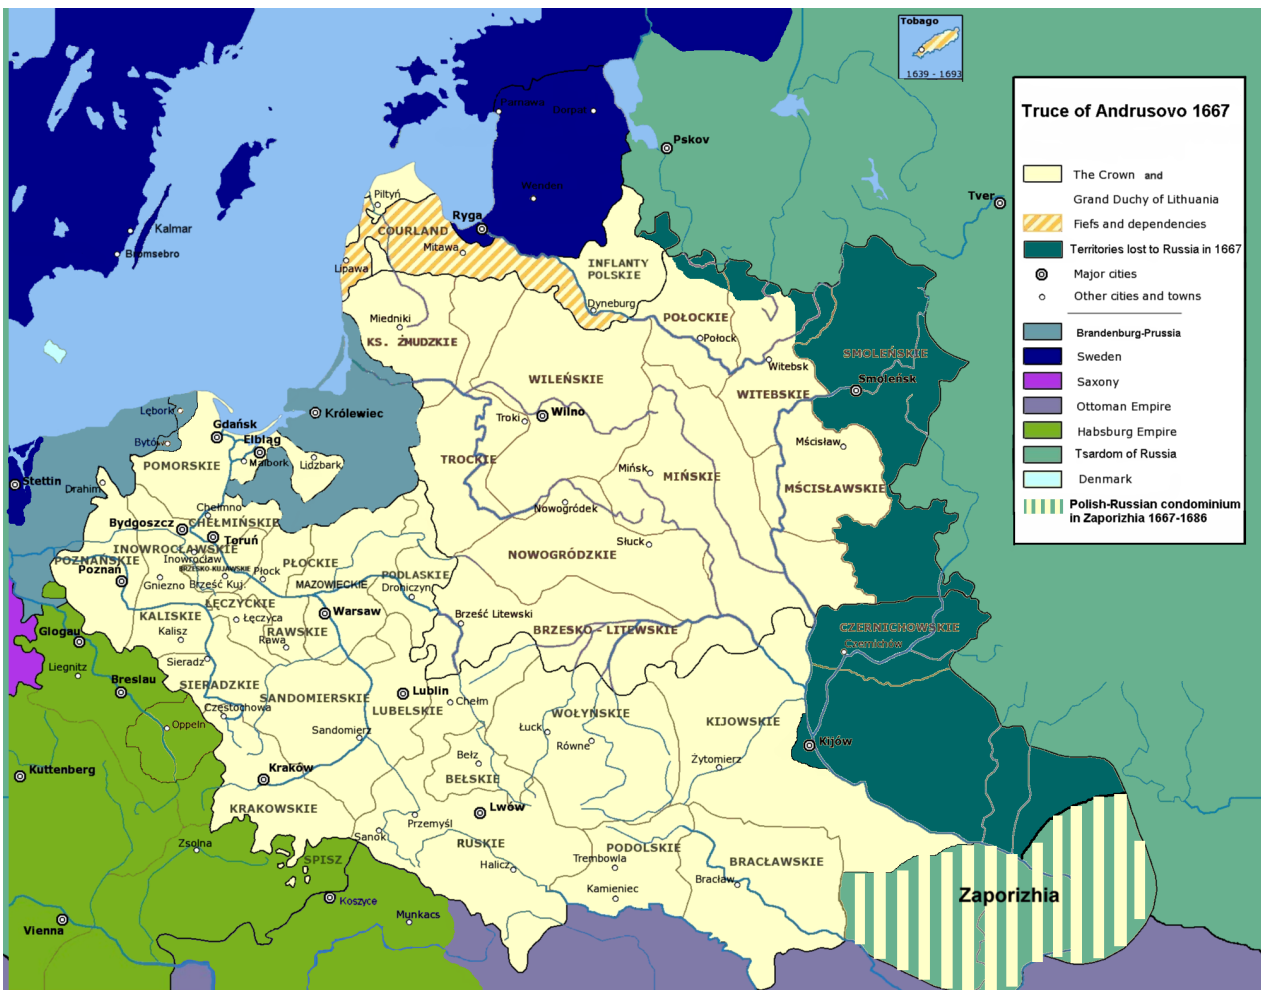 Tobago
1639 - 1693
Truce of Andrusovo 1667
The Crown and
Grand Duchy of Lithuania
Fiefs and dependencies
Territories lost to Russia in 1667
Major cities
Other cities and towns
Brandenburg-Prussia
Sweden
Saxony
Ottoman Empire
Habsburg Empire
Tsardom of Russia
Denmark
Polish-Russian condominium
in Zaporizhia 1667-1686
Dorpat
Pskov
Tver
Wenden
Piltyń
Ryga
Kalmar
COURLAND
Mitawa
Bromsebro
Lipawa
INFLANTY
POLSKIE
Dyneburg
Miedniki
POŁOCKIE
KS. ŻMUDZKIE
Połock
SMOLEŃSKIE
Witebsk
WILEŃSKIE
Smoleńsk
WITEBSKIE
Lębork
Królewiec
Troki
Wilno
Gdańsk
Bytów
Elbląg
Mścisław
Malbork
Lidzbark
POMORSKIE
TROCKIE
Mińsk
MIŃSKIE
Stettin
Drahim
MŚCISŁAWSKIE
Chełmno
Nowogródek
Bydgoszcz
CHEŁMIŃSKIE
Toruń
Słuck
INOWROCŁAWSKIE
Inowrocław
NOWOGRÓDZKIE
POZNAŃSKIE
Poznań
BRZESKO-KUJAWSKIE
PŁOCKIE
Płock
Gniezno
Brześć Kuj.
MAZOWIECKIE
PODLASKIE
Drohiczyn
ŁĘCZYCKIE
KALISKIE
Łęczyca
Warsaw
Brześć Litewski
Glogau
Kalisz
RAWSKIE
Rawa
BRZESKO - LITEWSKIE
CZERNICHOWSKIE
Czernichów
Liegnitz
Sieradz
Breslau
SIERADZKIE
SANDOMIERSKIE
Lublin
Chełm
Częstochowa
LUBELSKIE
WOŁYŃSKIE
KIJOWSKIE
Oppeln
Sandomierz
Łuck
Równe
Kijów
Bełz
Żytomierz
Kuttenberg
Kraków
BEŁSKIE
KRAKOWSKIE
Lwów
Przemyśl
Sanok
Zsolna
RUSKIE
PODOLSKIE
SPISZ
Halicz
Trembowla
BRACŁAWSKIE
Bracław
Kamieniec
Zaporizhia
Koszyce
Munkacs
Vienna